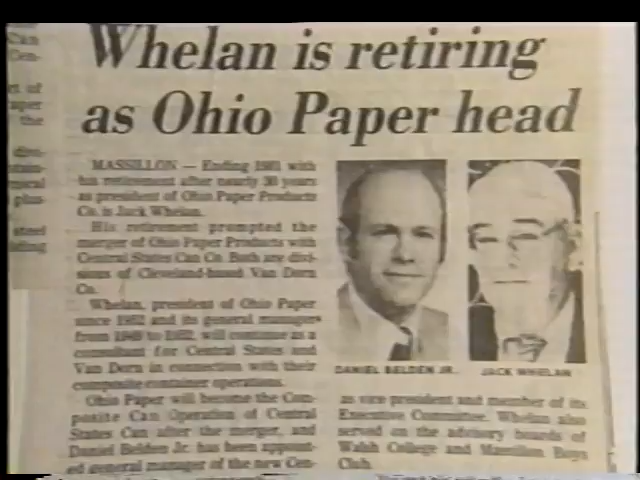 Can
Cen-
rt of
aper
the
steel
Whelan is retiring
as Ohio Paper head
MASSILLON — Ending 1981 with
his retirement after nearly 30 years
as president of Ohio Paper Products
Co. is Jack Whelan.
His retirement prompted the
merger of Ohio Paper Products with
Central States Can Co. Both are divi-
sions of Cleveland-based Van Dorn
Co.
Whelan, president of Ohio Paper
since 1952 and its general manager
from 1949 to 1952, will continue as a
consultant for Central States and
Van Dorn in connection with their
composite container operations.
Ohio Paper will become the Com-
posite Can Operation of Central
States Can after the merger, and
Daniel Belden Jr. has been appoint-
ed general manager of the new Cen-
DANIEL BELDEN JR.
JACK WHELAN
as vice president and member of its
Executive Committee. Whelan also
served on the advisory boards of
Walsh College and Massillon Boys
Club.